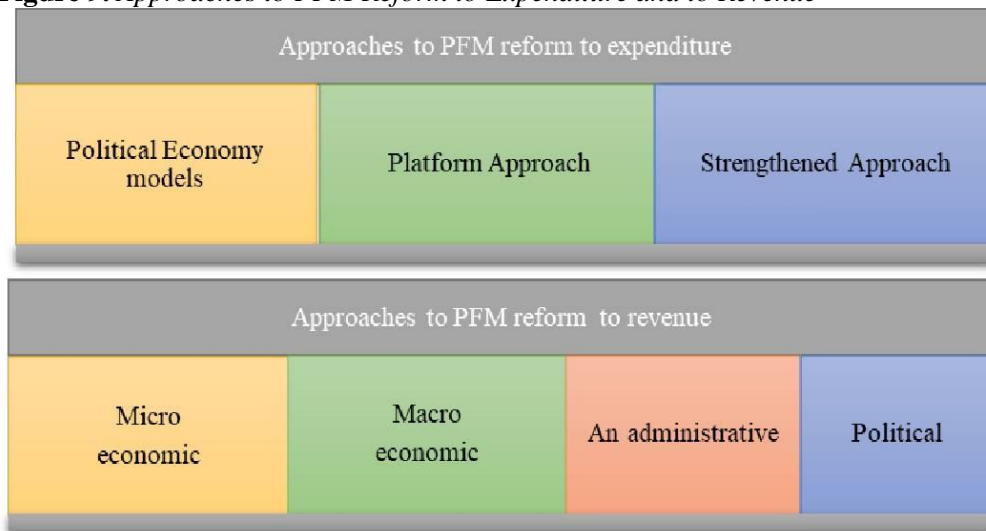 Approaches to PFM Reform to Expenditure and to Revenue
Approaches to PFM reform to expenditure
Political Economy
models
Platform Approach
Strengthened Approach
Approaches to PFM reform to revenue
Micro
economic
Macro
economic
An administrative
Political